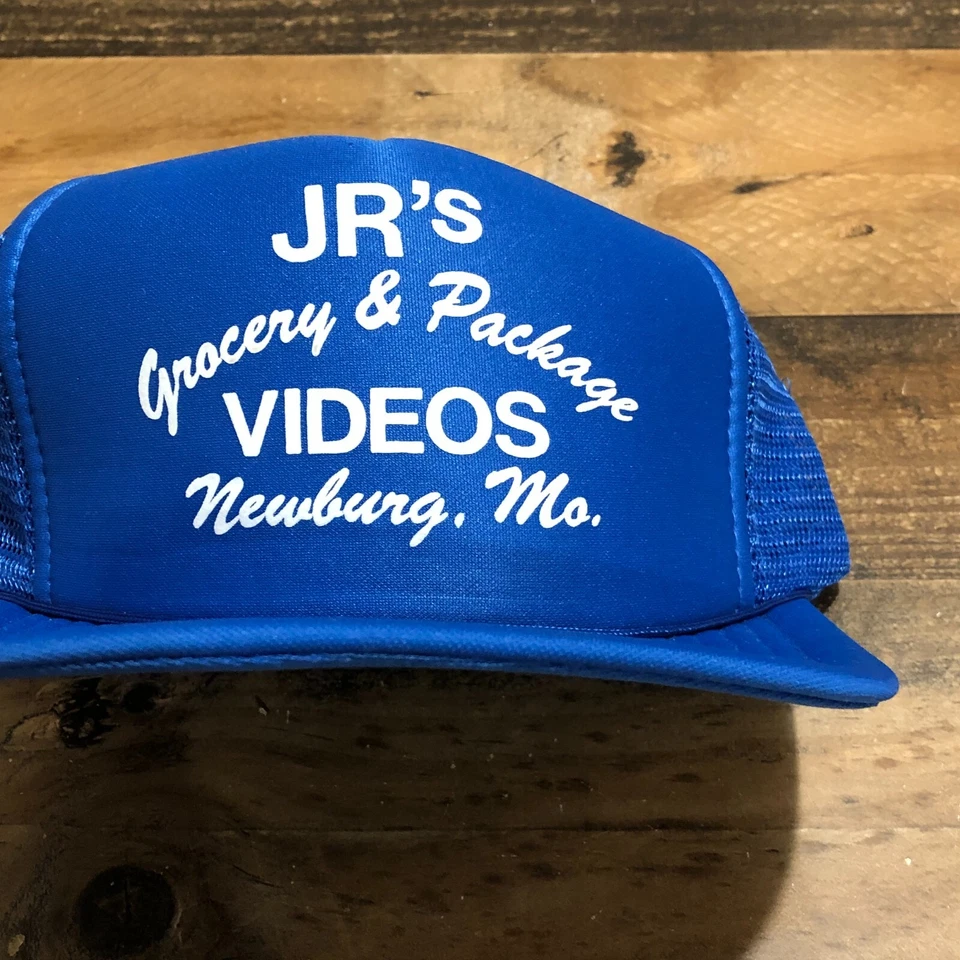 JR'S
Grocery & Package
VIDEOS
Newburg, Mo.